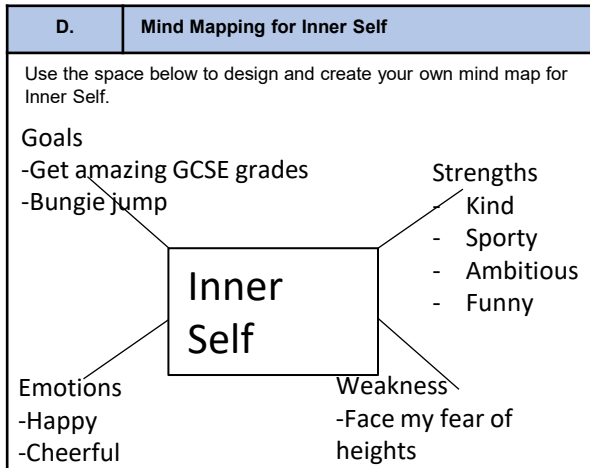 D. Mind Mapping for Inner Self
Use the space below to design and create your own mind map for
Inner Self.
Goals
-Get amazing GCSE grades
-Bungie jump
Strengths
- Kind
- Sporty
- Ambitious
- Funny
Inner
Self
Emotions
-Happy
-Cheerful
Weakness
-Face my fear of
heights